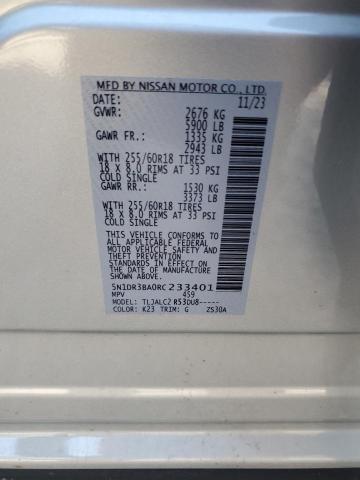 MFD BY NISSAN MOTOR CO., LTD.
DATE: 11/23
GVWR: 2676 KG
5900 LB
GAWR FR: 1335 KG
2943 LB
WITH 255/60R18 TIRES
18 X 8.0 RIMS AT 33 PSI
COLD SINGLE
GAWR RR: 1530 KG
3373 LB
WITH 255/60R18 TIRES
18 X 8.0 RIMS AT 33 PSI
COLD SINGLE
THIS VEHICLE CONFORMS TO ALL
APPLICABLE FEDERAL MOTOR
VEHICLE SAFETY AND BUMPER
STANDARDS IN EFFECT ON THE
DATE OF MANUFACTURE
SHOWN ABOVE.
5N1DR3BA0RC233401
MPV 459
MODEL: TLJALC2 R53DU8-----
COLOR: K23 TRIM: G ZS30A